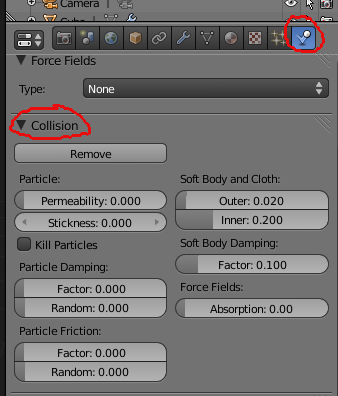 Camera
Cube
Force Fields
Type: None
Collision
Remove
Particle:
Permeability: 0.000
Stickness: 0.000
Kill Particles
Particle Damping:
Factor: 0.000
Random: 0.000
Particle Friction:
Factor: 0.000
Random: 0.000
Soft Body and Cloth:
Outer: 0.020
Inner: 0.200
Soft Body Damping:
Factor: 0.100
Force Fields:
Absorption: 0.00